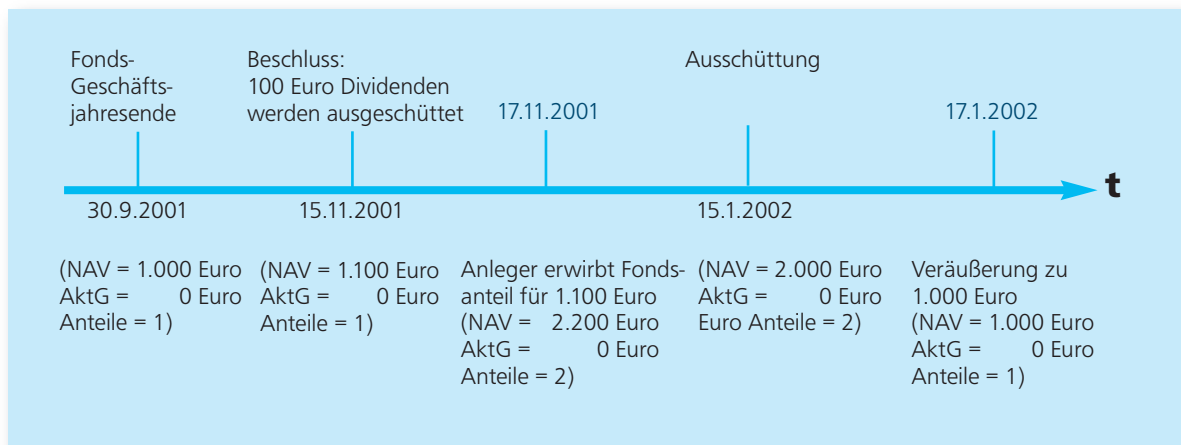 Fonds-
Geschäfts-
jahresende
Beschluss:
100 Euro Dividenden
werden ausgeschüttet
17.11.2001
Ausschüttung
17.1.2002
t
30.9.2001
15.11.2001
15.1.2002
(NAV = 1.000 Euro
AktG = 0 Euro
Anteile = 1)
(NAV = 1.100 Euro
AktG = 0 Euro
Anteile = 1)
Anleger erwirbt Fonds-
anteil für 1.100 Euro
(NAV = 2.200 Euro
AktG = 0 Euro
Anteile = 2)
(NAV = 2.000 Euro
AktG = 0 Euro
Euro Anteile = 2)
Veräußerung zu
1.000 Euro
(NAV = 1.000 Euro
AktG = 0 Euro
Anteile = 1)